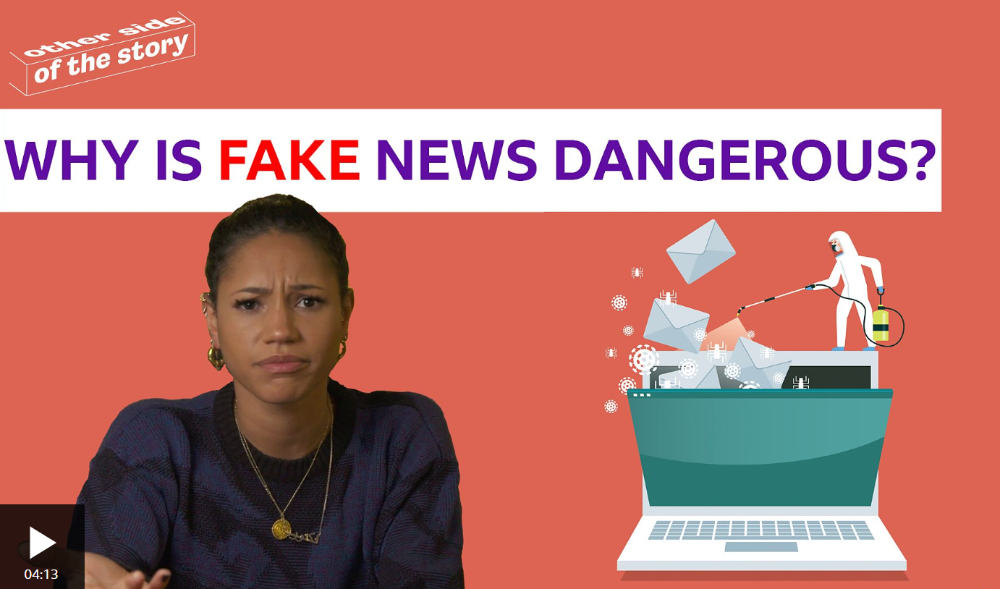 other side
of the story
WHY IS FAKE NEWS DANGEROUS?
04:13